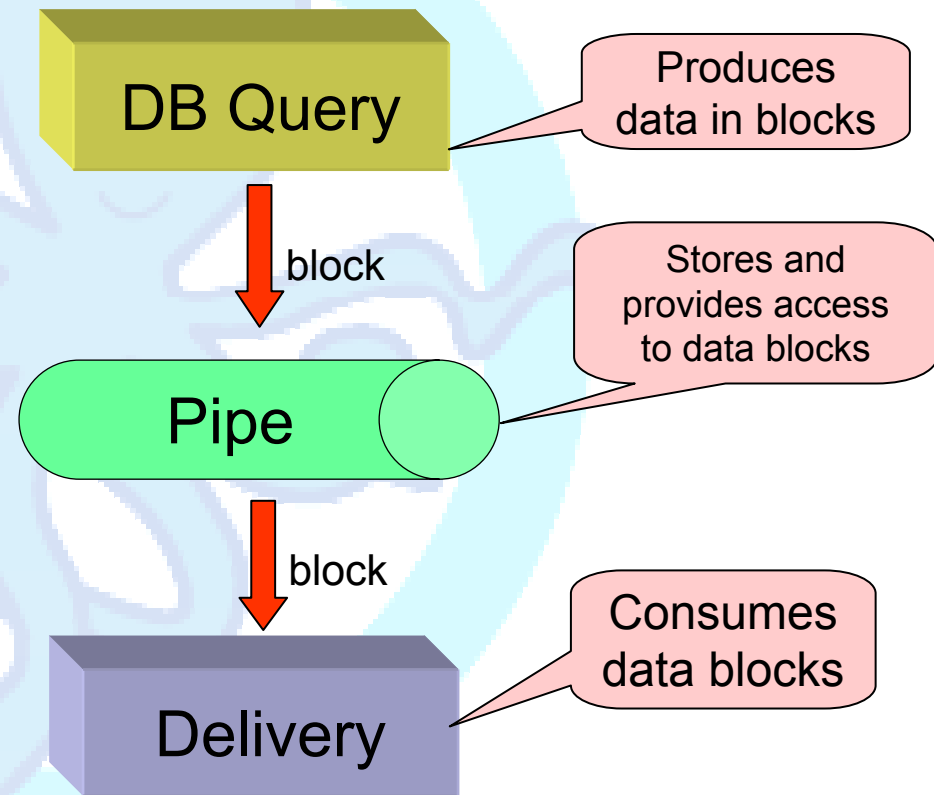 DB Query
Produces
data in blocks
block
Stores and
provides access
to data blocks
Pipe
block
Consumes
data blocks
Delivery